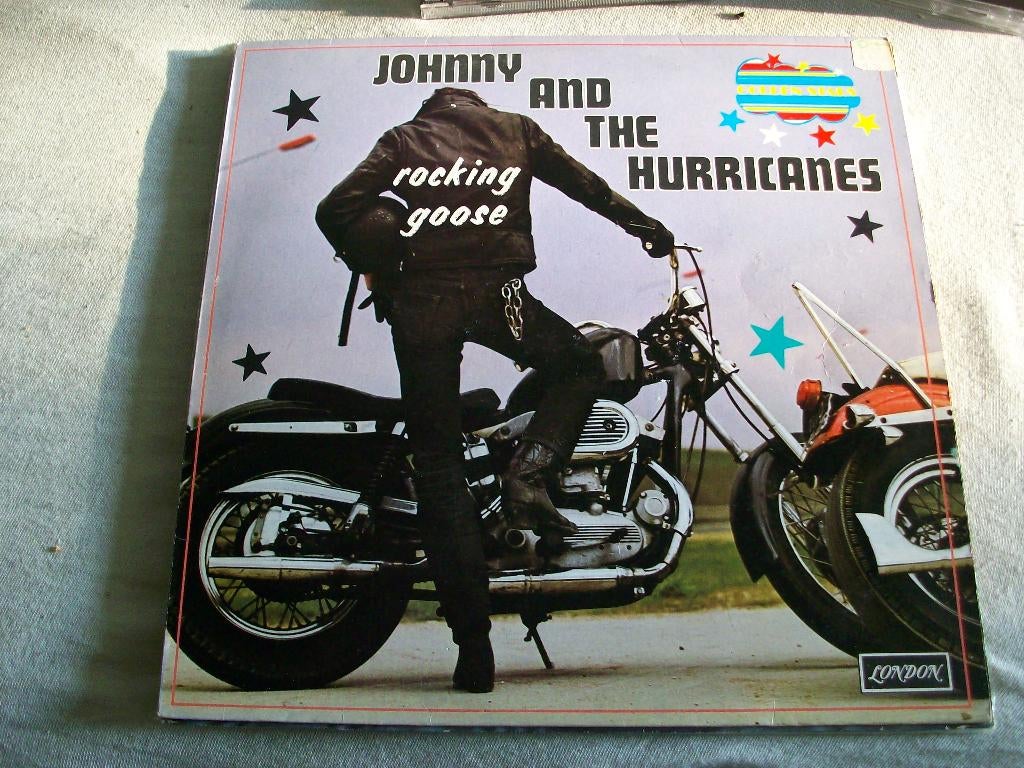 JOHNNY
AND
THE
HURRICANES
rocking
goose
LONDON